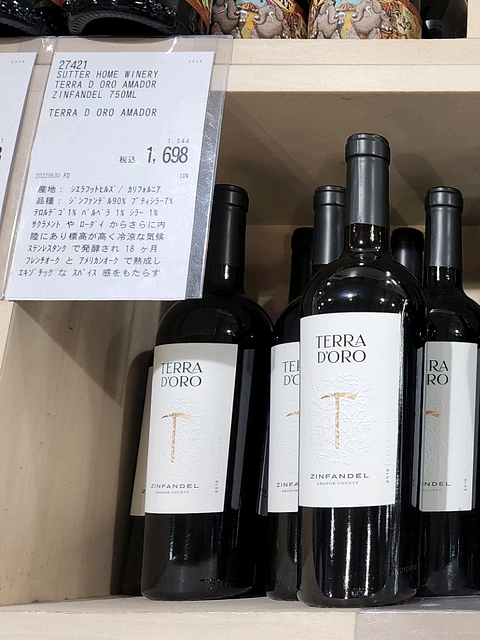 27421
SUTTER HOME WINERY
TERRA D ORO AMADOR
ZINFANDEL 750ML
TERRA D ORO AMADOR
1,544
税込 1,698
20220630 FD 10%
産地： シエラフットヒルズ/ カリフォルニア
品種： ジンファンデル90% プティシラー7%
テロルデゴ1% バルベラ 1% シラー 1%
サクラメント や ローダイ からさらに内
陸にあり標高が高く冷涼な気候
ステンレスタンク で発酵され 18 ヶ月
フレンチオーク と アメリカンオーク で熟成し
エキゾチック な スパイス 感をもたらす
TERRA
D'ORO
T
ZINFANDEL
AMADOR COUNTY
2019
TERRA
D'ORO
T
ZINFANDEL
AMADOR COUNTY
2019